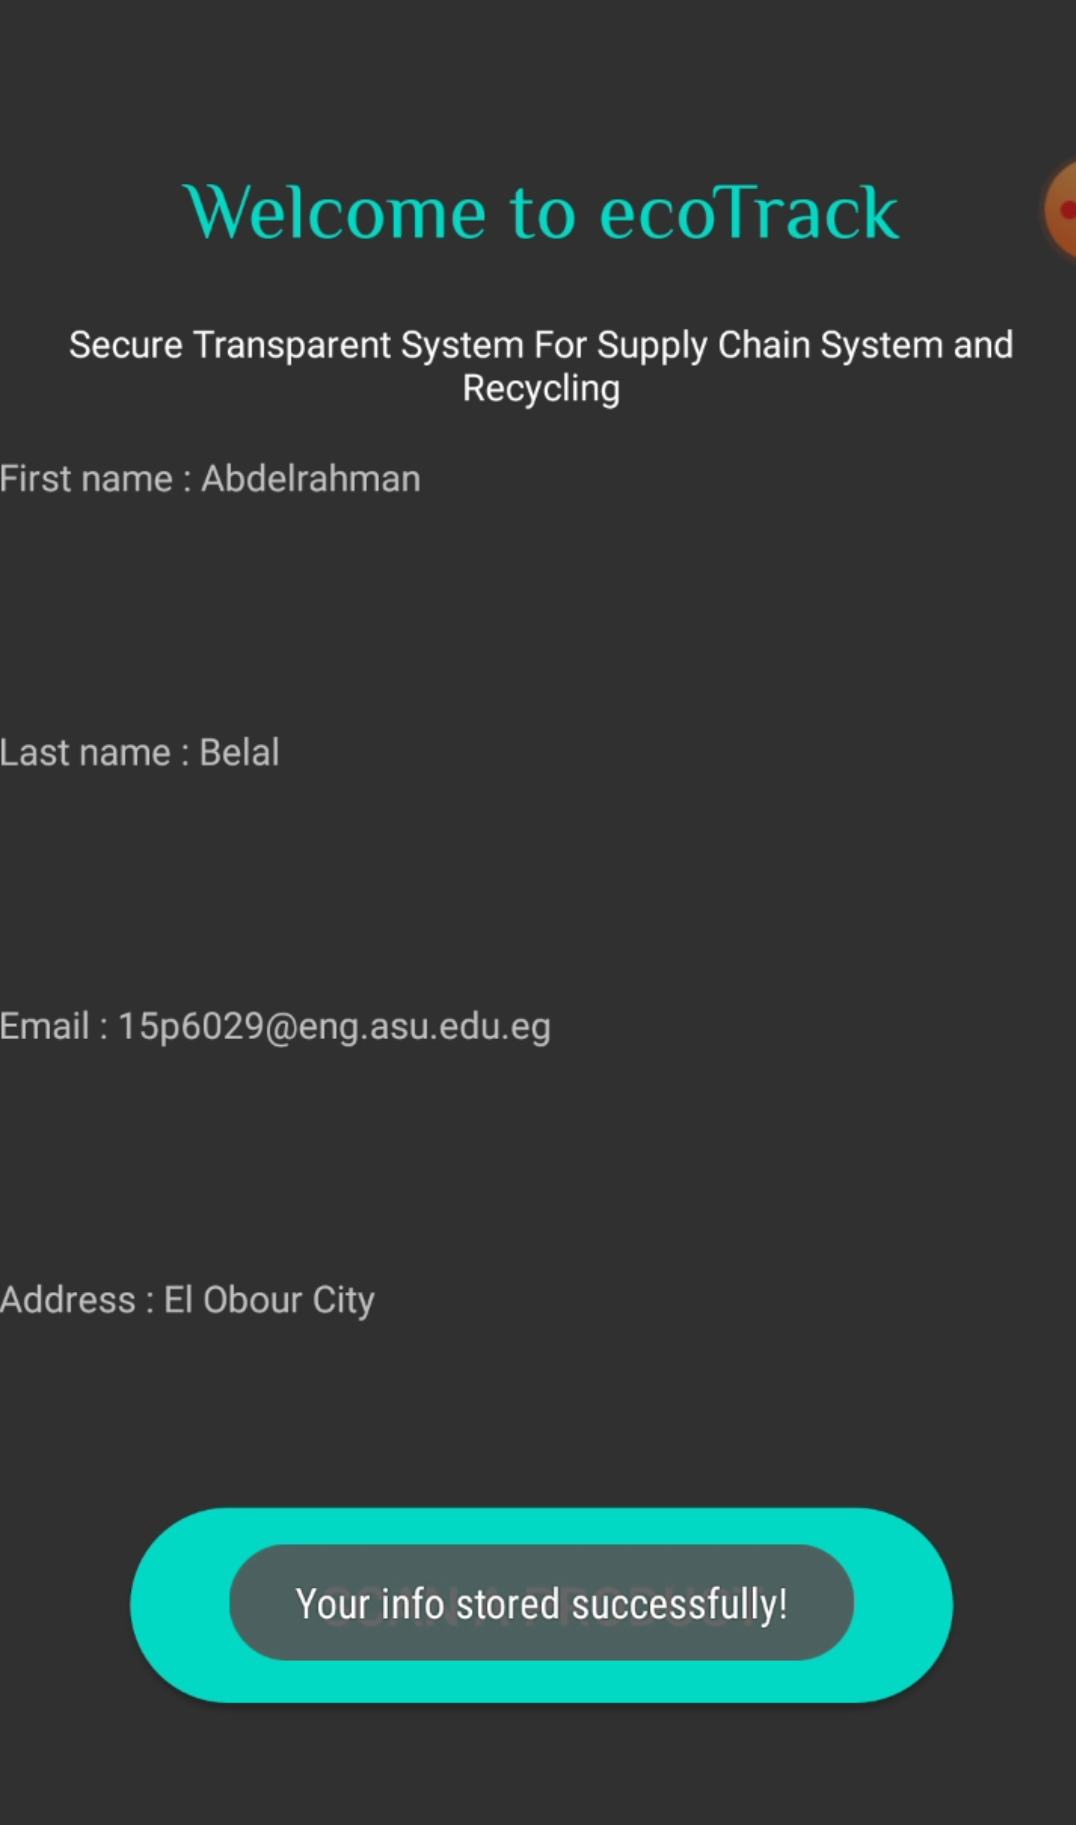 Welcome to ecoTrack
Secure Transparent System For Supply Chain System and
Recycling
First name : Abdelrahman
Last name : Belal
Email : 15p6029@eng.asu.edu.eg
Address : El Obour City
Your info stored successfully!